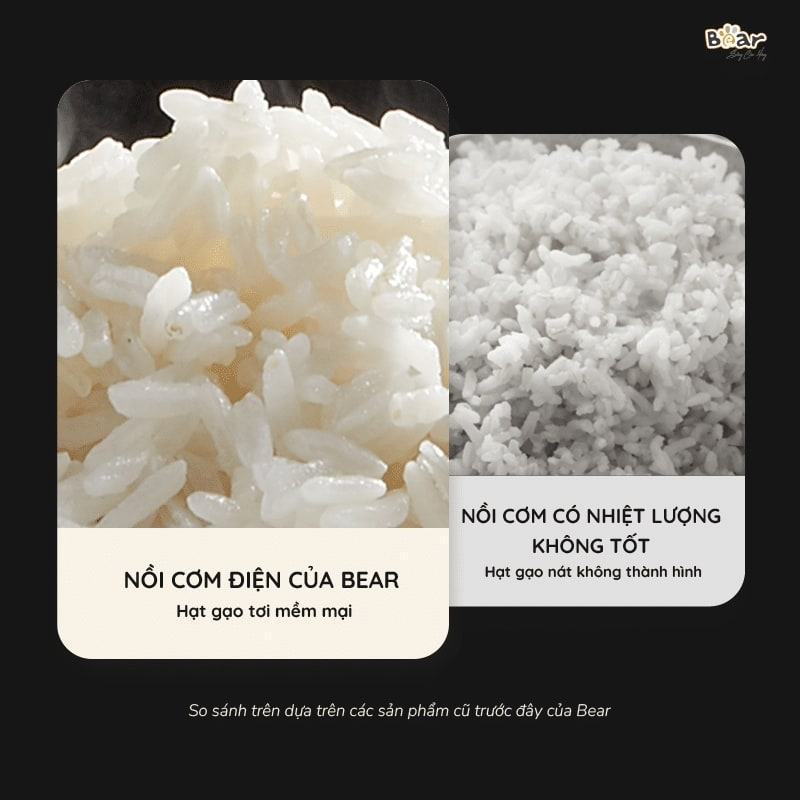 Bear
NỒI CƠM ĐIỆN CỦA BEAR
Hạt gạo tơi mềm mại
NỒI CƠM CÓ NHIỆT LƯỢNG
KHÔNG TỐT
Hạt gạo nát không thành hình
So sánh trên dựa trên các sản phẩm cũ trước đây của Bear